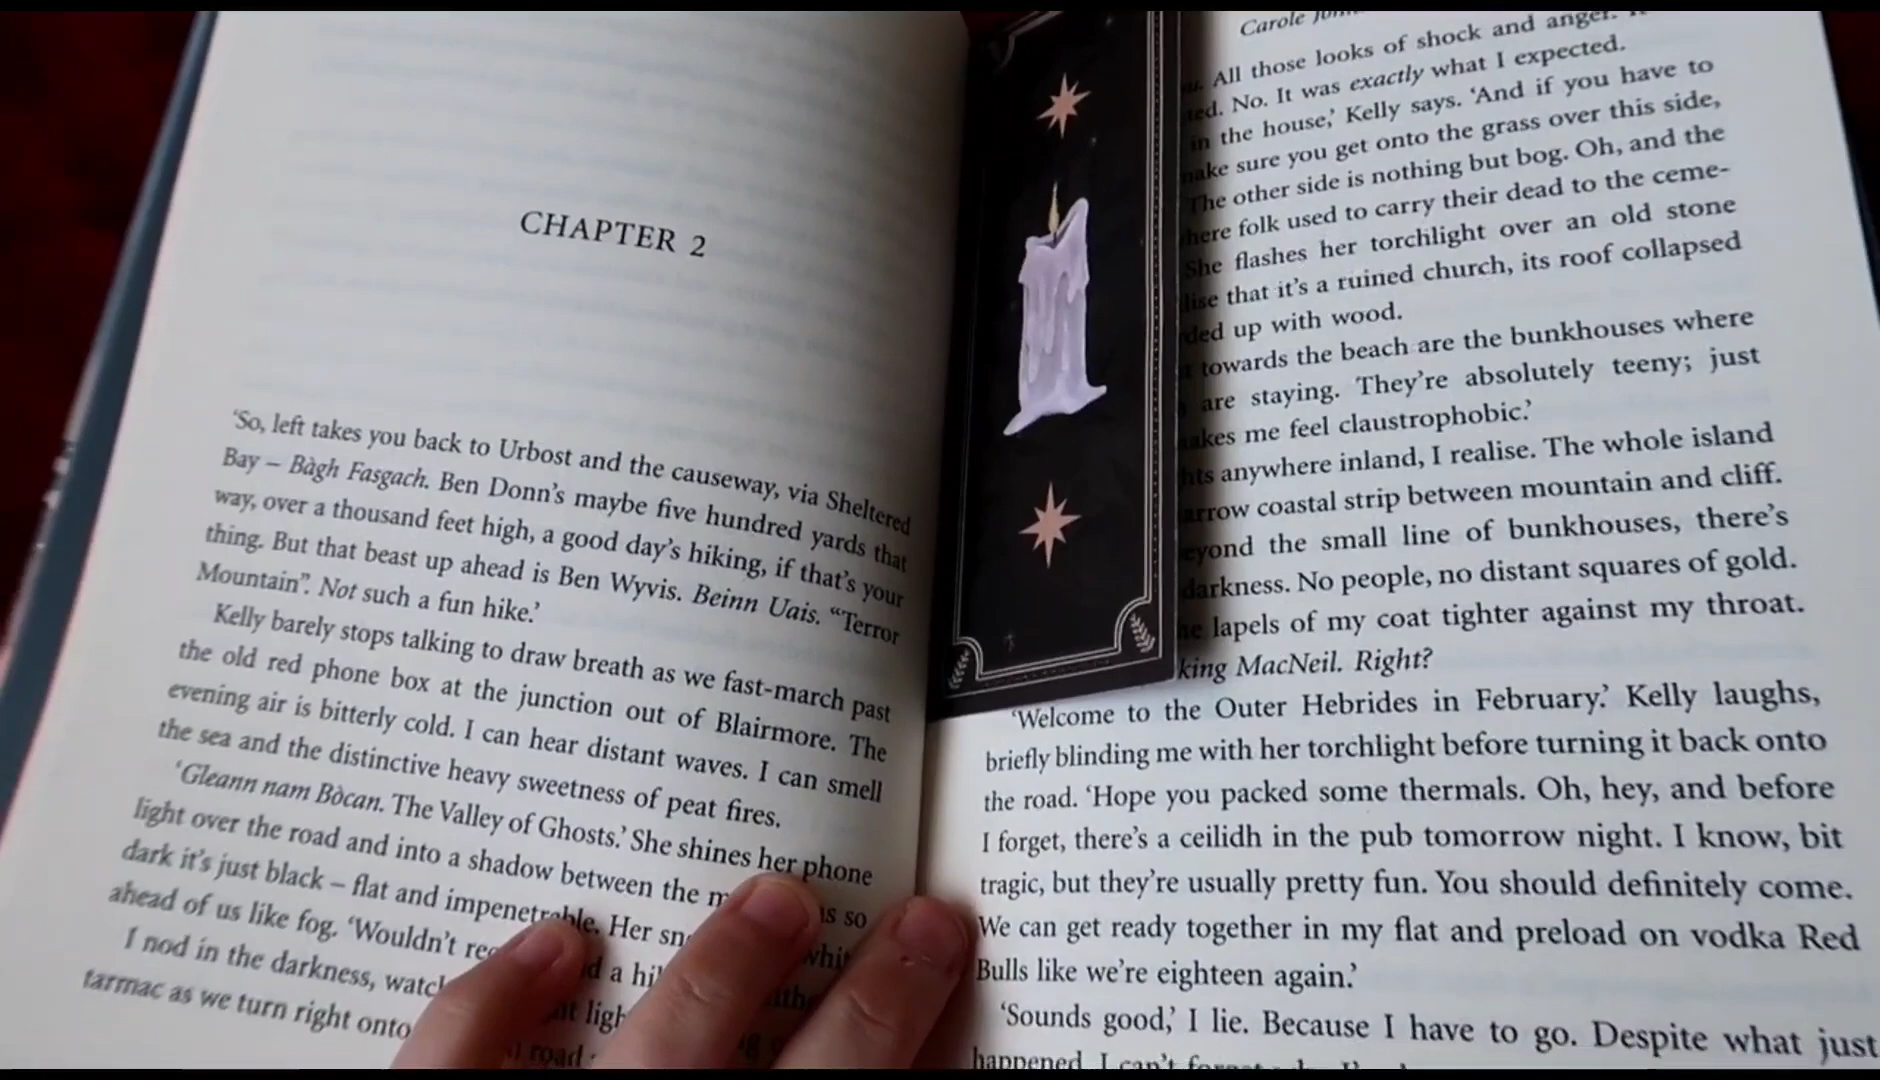 CHAPTER 2
‘So, left takes you back to Urbost and the causeway, via Sheltered
Bay – Bàgh Fasgach. Ben Donn’s maybe five hundred yards that
way, over a thousand feet high, a good day’s hiking, if that’s your
thing. But that beast up ahead is Ben Wyvis. Beinn Uais. “Terror
Mountain”. Not such a fun hike.’
Kelly barely stops talking to draw breath as we fast-march past
the old red phone box at the junction out of Blairmore. The
evening air is bitterly cold. I can hear distant waves. I can smell
the sea and the distinctive heavy sweetness of peat fires.
‘Gleann nam Bòcan. The Valley of Ghosts.’ She shines her phone
light over the road and into a shadow between the so
dark it’s just black – flat and impenetrable. Her
ahead of us like fog. ‘Wouldn’t a
I nod in the darkness,
tarmac as we turn right onto road
Carole
All those looks of shock and anger.
No. It was exactly what I expected.
in the house,’ Kelly says. ‘And if you have to
make sure you get onto the grass over this side,
The other side is nothing but bog. Oh, and the
here folk used to carry their dead to the ceme-
She flashes her torchlight over an old stone
that it’s a ruined church, its roof collapsed
up with wood.
towards the beach are the bunkhouses where
are staying. They’re absolutely teeny; just
me feel claustrophobic.’
anywhere inland, I realise. The whole island
coastal strip between mountain and cliff.
the small line of bunkhouses, there’s
darkness. No people, no distant squares of gold.
lapels of my coat tighter against my throat.
king MacNeil. Right?
‘Welcome to the Outer Hebrides in February.’ Kelly laughs,
briefly blinding me with her torchlight before turning it back onto
the road. ‘Hope you packed some thermals. Oh, hey, and before
I forget, there’s a ceilidh in the pub tomorrow night. I know, bit
tragic, but they’re usually pretty fun. You should definitely come.
We can get ready together in my flat and preload on vodka Red
Bulls like we’re eighteen again.’
‘Sounds good,’ I lie. Because I have to go. Despite what just
happened, I can’t